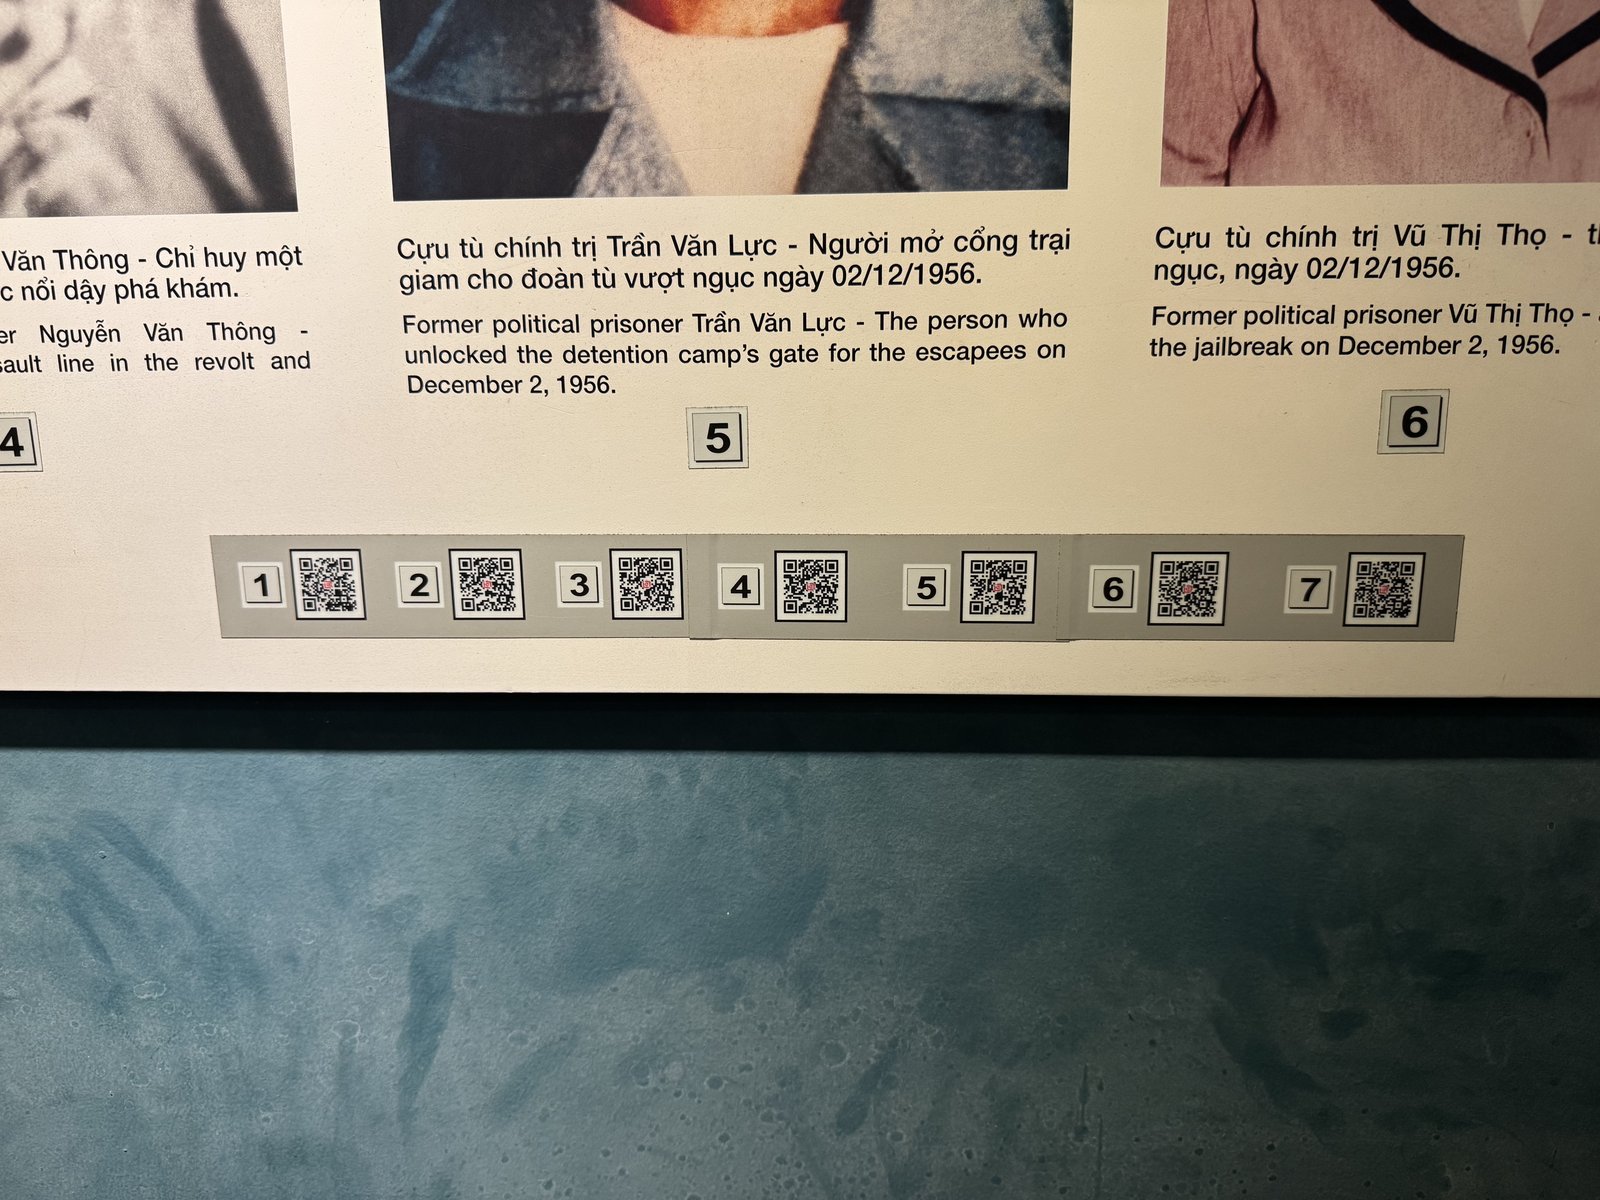 Văn Thông - Chỉ huy một
c nổi dậy phá khám.
er Nguyễn Văn Thông -
sault line in the revolt and
4
Cựu tù chính trị Trần Văn Lực - Người mở cổng trại
giam cho đoàn tù vượt ngục ngày 02/12/1956.
Former political prisoner Trần Văn Lực - The person who
unlocked the detention camp's gate for the escapees on
December 2, 1956.
5
Cựu tù chính trị Vũ Thị Thọ - th
ngục, ngày 02/12/1956.
Former political prisoner Vũ Thị Thọ -
the jailbreak on December 2, 1956.
6
1 2 3 4 5 6 7